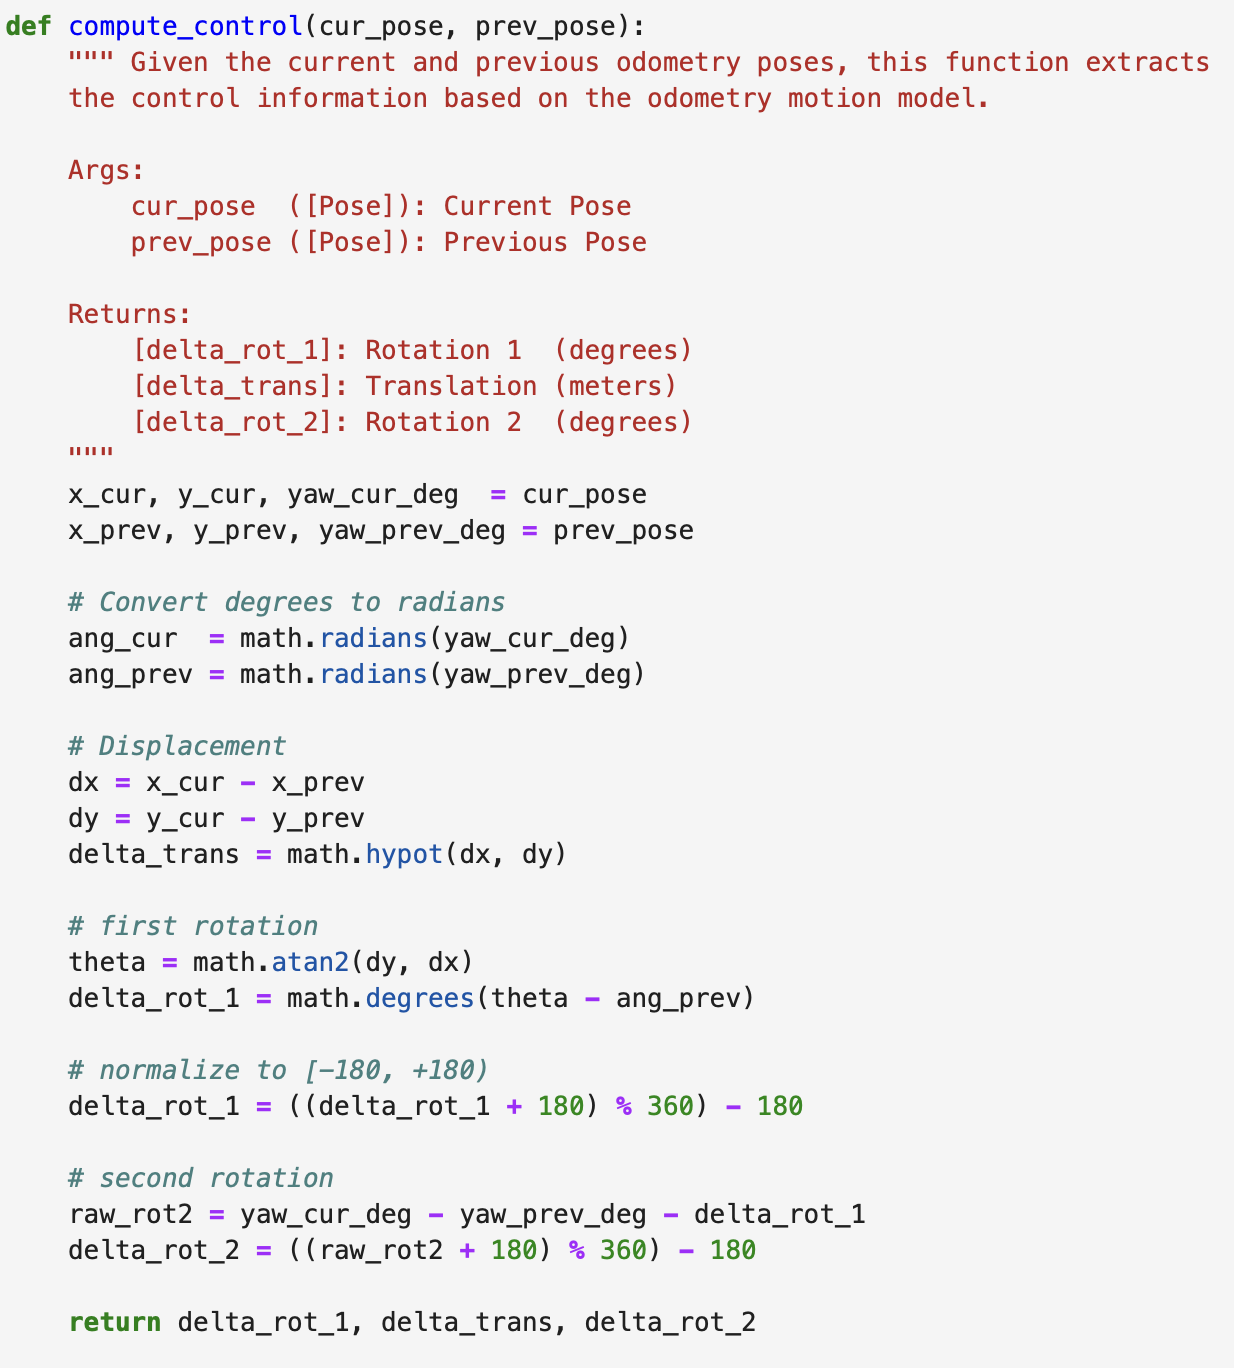 def compute_control(cur_pose, prev_pose):
    """ Given the current and previous odometry poses, this function extracts
    the control information based on the odometry motion model.

    Args:
        cur_pose  ([Pose]): Current Pose
        prev_pose ([Pose]): Previous Pose

    Returns:
        [delta_rot_1]: Rotation 1  (degrees)
        [delta_trans]: Translation (meters)
        [delta_rot_2]: Rotation 2  (degrees)
    """
    x_cur, y_cur, yaw_cur_deg  = cur_pose
    x_prev, y_prev, yaw_prev_deg = prev_pose

    # Convert degrees to radians
    ang_cur  = math.radians(yaw_cur_deg)
    ang_prev = math.radians(yaw_prev_deg)

    # Displacement
    dx = x_cur - x_prev
    dy = y_cur - y_prev
    delta_trans = math.hypot(dx, dy)

    # first rotation
    theta = math.atan2(dy, dx)
    delta_rot_1 = math.degrees(theta - ang_prev)

    # normalize to [-180, +180)
    delta_rot_1 = ((delta_rot_1 + 180) % 360) - 180

    # second rotation
    raw_rot2 = yaw_cur_deg - yaw_prev_deg - delta_rot_1
    delta_rot_2 = ((raw_rot2 + 180) % 360) - 180

    return delta_rot_1, delta_trans, delta_rot_2